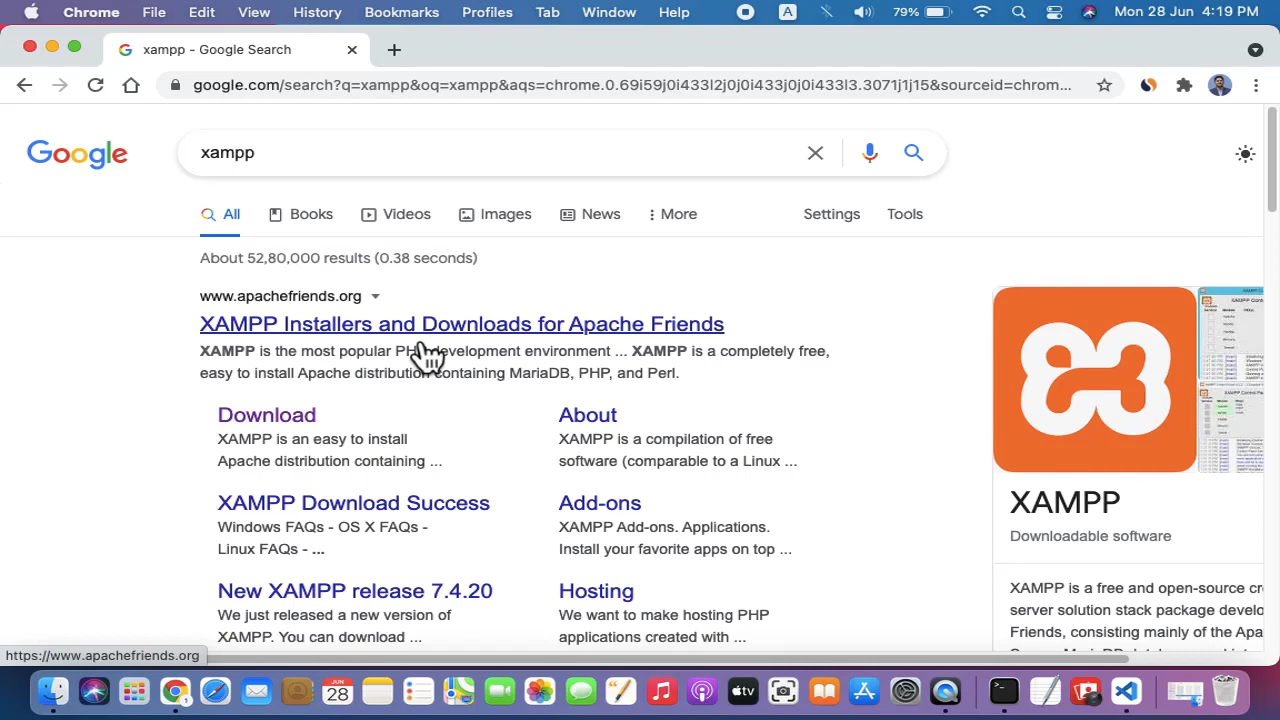 Chrome File Edit View History Bookmarks Profiles Tab Window Help A 79% Mon 28 Jun 4:19 PM
xampp - Google Search
google.com/search?q=xampp&oq=xampp&aqs=chrome.0.69i59j0i433l2j0j0i433j0j0i433l3.3071j1j15&sourceid=chrom...
Google
xampp
All Books Videos Images News More Settings Tools
About 52,80,000 results (0.38 seconds)
www.apachefriends.org
XAMPP Installers and Downloads for Apache Friends
XAMPP is the most popular development environment ... XAMPP is a completely free,
easy to install Apache distribution containing MariaDB, PHP, and Perl.
Download
XAMPP is an easy to install
Apache distribution containing ...
About
XAMPP is a compilation of free
software (comparable to a Linux ...
XAMPP Download Success
Windows FAQs - OS X FAQs -
Linux FAQs - ...
Add-ons
XAMPP Add-ons. Applications.
Install your favorite apps on top ...
New XAMPP release 7.4.20
We just released a new version of
XAMPP. You can download ...
Hosting
We want to make hosting PHP
applications created with ...
XAMPP
Downloadable software
XAMPP is a free and open-source cr
server solution stack package develo
Friends, consisting mainly of the Apa
https://www.apachefriends.org
JUN
28
tv